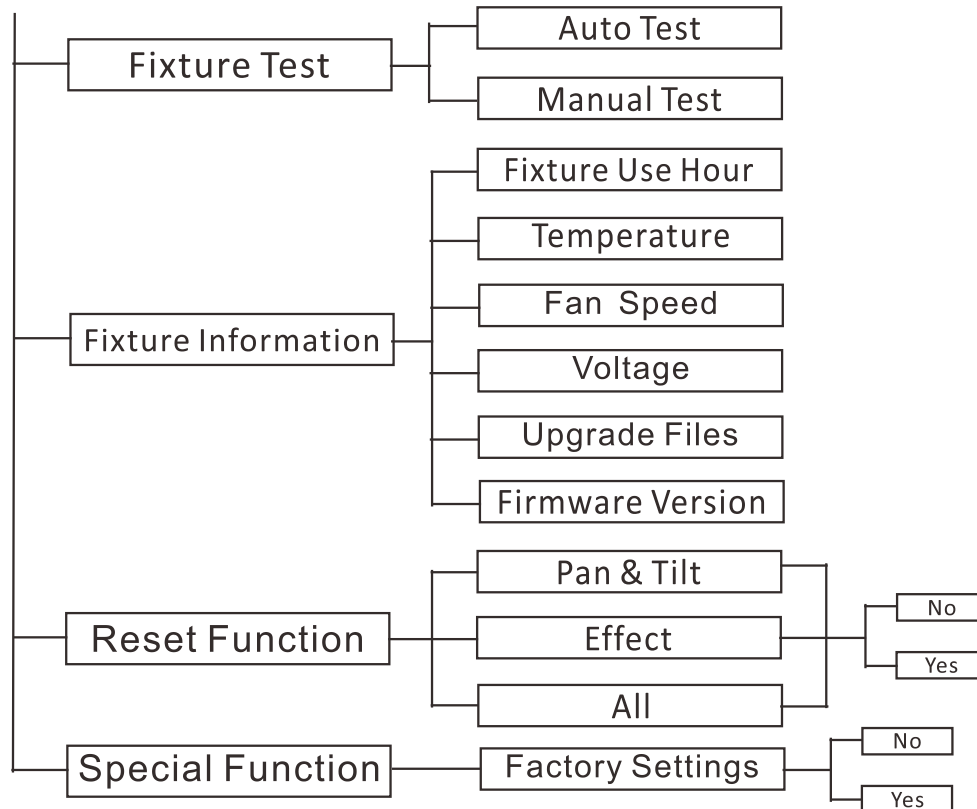 Fixture Test
Auto Test
Manual Test
Fixture Information
Fixture Use Hour
Temperature
Fan Speed
Voltage
Upgrade Files
Firmware Version
Reset Function
Pan & Tilt
Effect
All
No
Yes
Special Function
Factory Settings
No
Yes